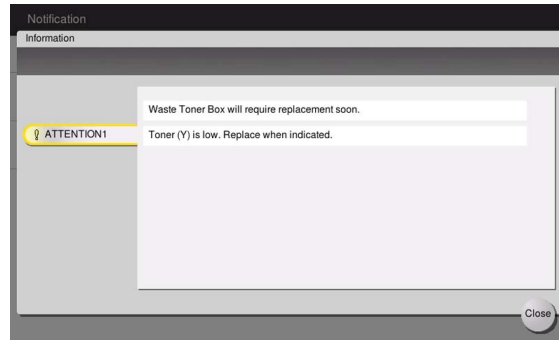 Notification
Information
Waste Toner Box will require replacement soon.
ATTENTION1
Toner (Y) is low. Replace when indicated.
Close